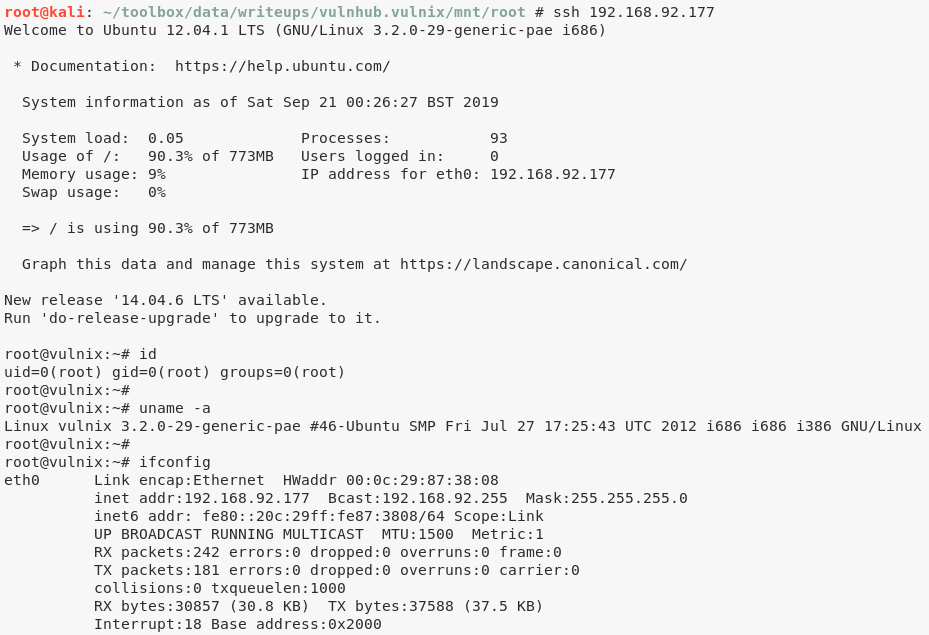 root@kali: ~/toolbox/data/writeups/vulnhub.vulnix/mnt/root # ssh 192.168.92.177
Welcome to Ubuntu 12.04.1 LTS (GNU/Linux 3.2.0-29-generic-pae i686)

 * Documentation:  https://help.ubuntu.com/

  System information as of Sat Sep 21 00:26:27 BST 2019

  System load:  0.05              Processes:           93
  Usage of /:   90.3% of 773MB   Users logged in:     0
  Memory usage: 9%                IP address for eth0: 192.168.92.177
  Swap usage:   0%

  => / is using 90.3% of 773MB

  Graph this data and manage this system at https://landscape.canonical.com/

New release '14.04.6 LTS' available.
Run 'do-release-upgrade' to upgrade to it.

root@vulnix:~# id
uid=0(root) gid=0(root) groups=0(root)
root@vulnix:~#
root@vulnix:~# uname -a
Linux vulnix 3.2.0-29-generic-pae #46-Ubuntu SMP Fri Jul 27 17:25:43 UTC 2012 i686 i686 i386 GNU/Linux
root@vulnix:~#
root@vulnix:~# ifconfig
eth0      Link encap:Ethernet  HWaddr 00:0c:29:87:38:08
          inet addr:192.168.92.177  Bcast:192.168.92.255  Mask:255.255.255.0
          inet6 addr: fe80::20c:29ff:fe87:3808/64 Scope:Link
          UP BROADCAST RUNNING MULTICAST  MTU:1500  Metric:1
          RX packets:242 errors:0 dropped:0 overruns:0 frame:0
          TX packets:181 errors:0 dropped:0 overruns:0 carrier:0
          collisions:0 txqueuelen:1000
          RX bytes:30857 (30.8 KB)  TX bytes:37588 (37.5 KB)
          Interrupt:18 Base address:0x2000